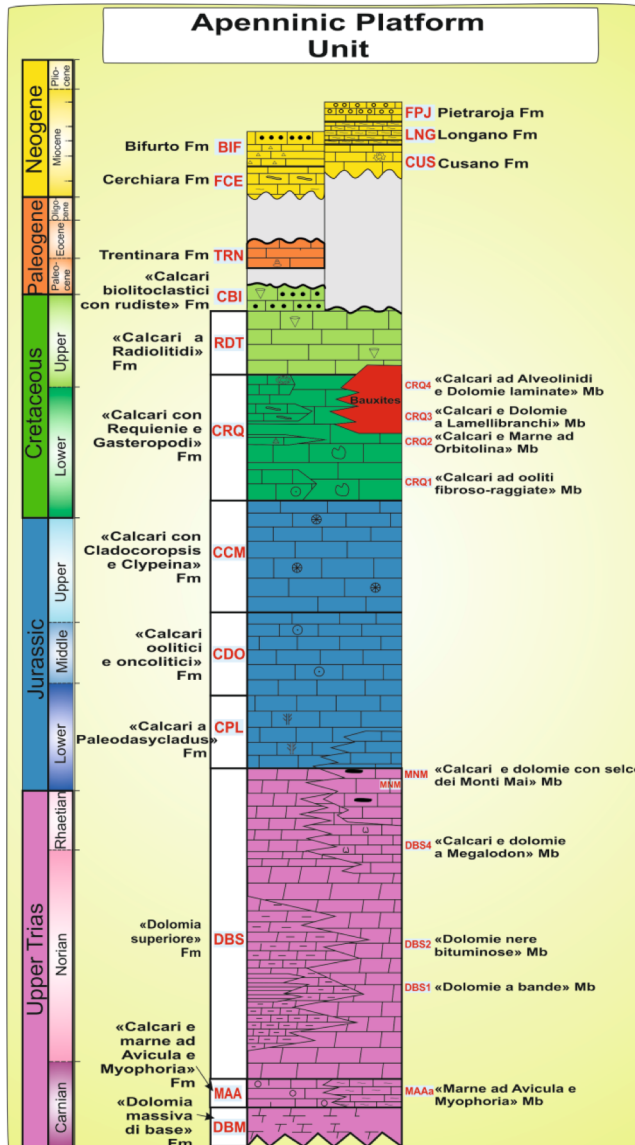 Apenninic Platform
Unit
Neogene
Plio-
cene
Miocene
Paleogene
Oligo-
cene
Eocene
Paleo-
cene
Cretaceous
Upper
Lower
Jurassic
Upper
Middle
Lower
Upper Trias
Rhaetian
Norian
Carnian
Bifurto Fm BIF
Cerchiara Fm FCE
Trentinara Fm TRN
«Calcari
biolitoclastici
con rudiste» Fm
CBI
«Calcari a
Radiolitidi»
Fm
RDT
«Calcari con
Requienie e
Gasteropodi»
Fm
CRQ
«Calcari con
Cladocoropsis
e Clypeina»
Fm
CCM
«Calcari
oolitici
e oncolitici»
Fm
CDO
«Calcari a
Paleodasycladus»
Fm
CPL
«Dolomia
superiore»
Fm
DBS
«Calcari e
marne ad
Avicula e
Myophoria»
Fm
MAA
«Dolomia
massiva
di base»
Fm
DBM
Bauxites
MNM
FPJ Pietraroja Fm
LNG Longano Fm
CUS Cusano Fm
CRQ4 «Calcari ad Alveolinidi
e Dolomie laminate» Mb
CRQ3 «Calcari e Dolomie
a Lamellibranchi» Mb
CRQ2 «Calcari e Marne ad
Orbitolina» Mb
CRQ1 «Calcari ad ooliti
fibroso-raggiate» Mb
MNM «Calcari e dolomie con selce
dei Monti Mai» Mb
DBS4 «Calcari e dolomie
a Megalodon» Mb
DBS2 «Dolomie nere
bituminose» Mb
DBS1 «Dolomie a bande» Mb
MAAa «Marne ad Avicula e
Myophoria» Mb